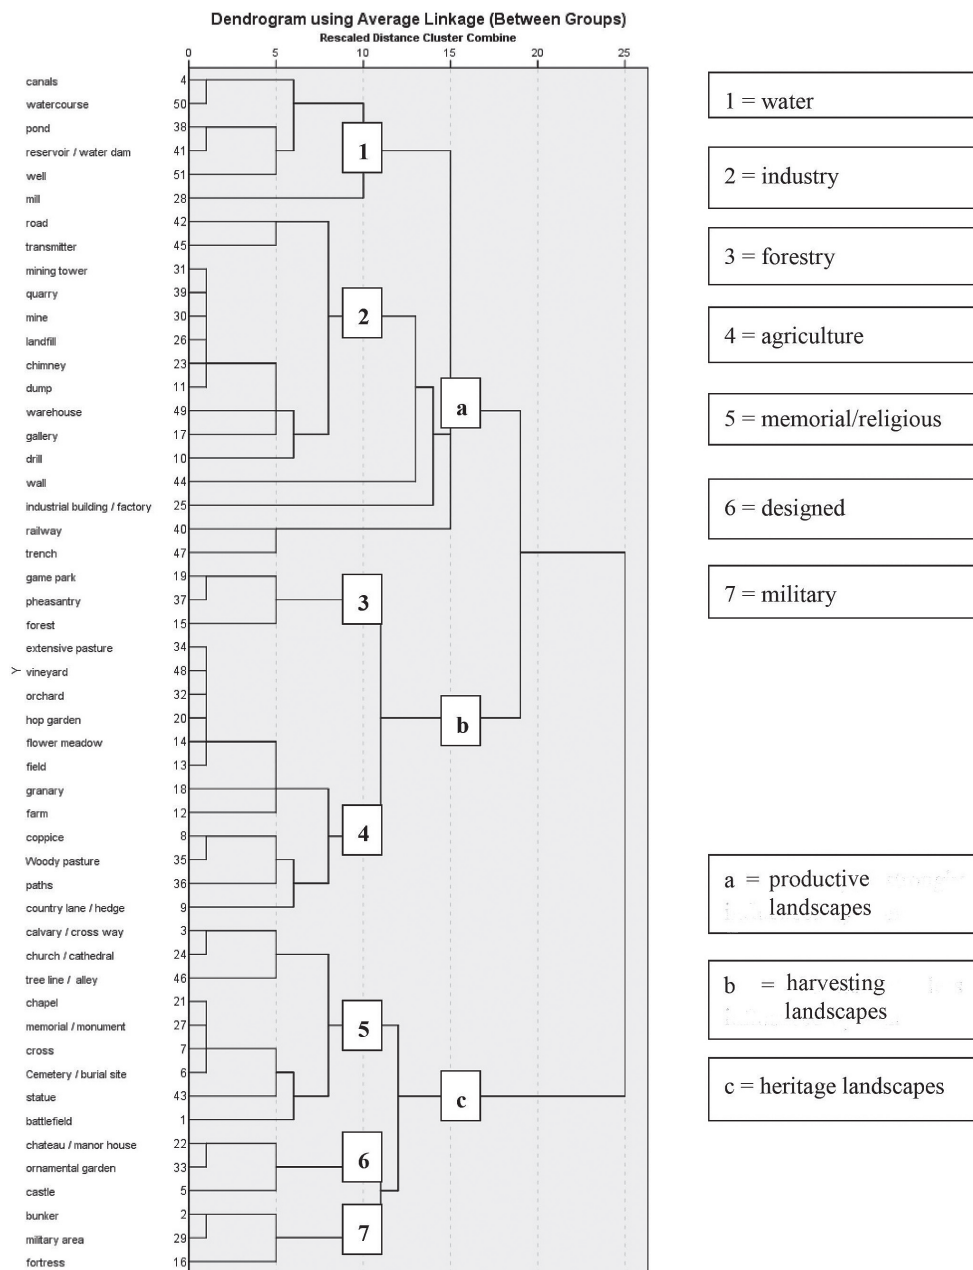 Dendrogram using Average Linkage (Between Groups)
Rescaled Distance Cluster Combine
0 5 10 15 20 25
canals 4
watercourse 50
pond 38
reservoir / water dam 41
well 51
mill 28
road 42
transmitter 45
mining tower 31
quarry 39
mine 30
landfill 26
chimney 23
dump 11
warehouse 49
gallery 17
drill 10
wall 44
industrial building / factory 25
railway 40
trench 47
game park 19
pheasantry 37
forest 15
extensive pasture 34
Y
vineyard 48
orchard 32
hop garden 20
flower meadow 14
field 13
granary 18
farm 12
coppice 8
Woody pasture 35
paths 36
country lane / hedge 9
calvary / cross way 3
church / cathedral 24
tree line / alley 46
chapel 21
memorial / monument 27
cross 7
Cemetery / burial site 6
statue 43
battlefield 1
chateau / manor house 22
ornamental garden 33
castle 5
bunker 2
military area 29
fortress 16
1
2
a
3
b
4
5
c
6
7
1 = water
2 = industry
3 = forestry
4 = agriculture
5 = memorial/religious
6 = designed
7 = military
a = productive
landscapes
b = harvesting
landscapes
c = heritage landscapes